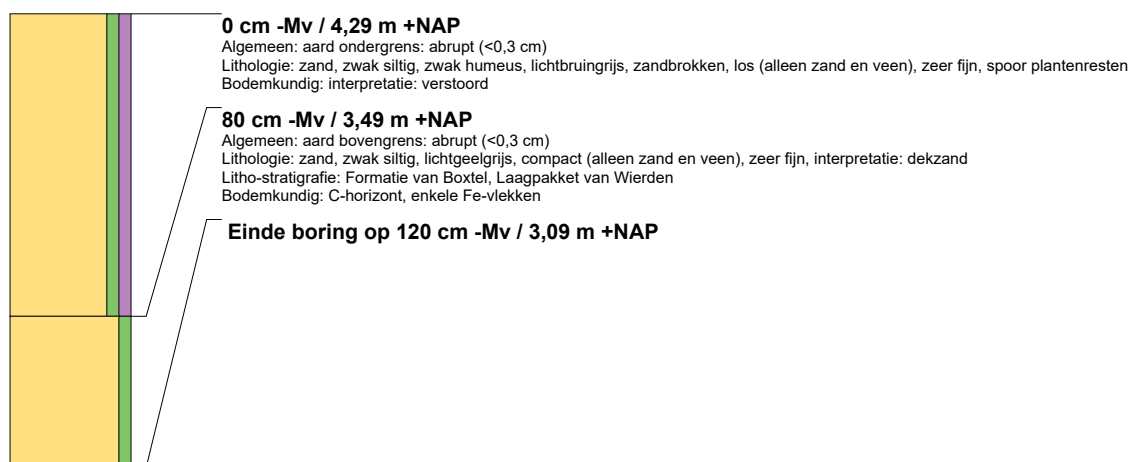 0 cm -Mv / 4,29 m +NAP
Algemeen: aard ondergrens: abrupt (<0,3 cm)
Lithologie: zand, zwak siltig, zwak humeus, lichtbruingrijs, zandbrokken, los (alleen zand en veen), zeer fijn, spoor plantenresten
Bodemkundig: interpretatie: verstoord
80 cm -Mv / 3,49 m +NAP
Algemeen: aard bovengrens: abrupt (<0,3 cm)
Lithologie: zand, zwak siltig, lichtgeelgrijs, compact (alleen zand en veen), zeer fijn, interpretatie: dekzand
Litho-stratigrafie: Formatie van Boxtel, Laagpakket van Wierden
Bodemkundig: C-horizont, enkele Fe-vlekken
Einde boring op 120 cm -Mv / 3,09 m +NAP